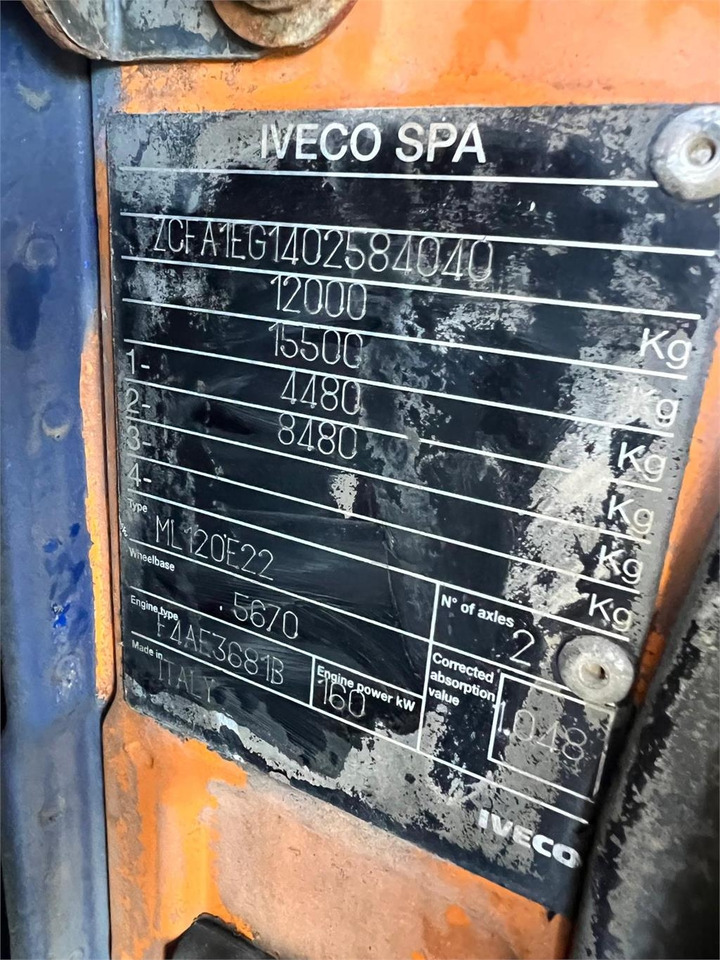 IVECO SPA
ZCFA1EG1402584040
12000 Kg
15500 Kg
1- 4480 Kg
2- 8480 Kg
3- Kg
4- Kg
Type ML120E22
N° of axles 2
Wheelbase 5670
Engine type F4AE3681B
Engine power kW 160
Corrected absorption value 1.048
Made in ITALY
IVECO